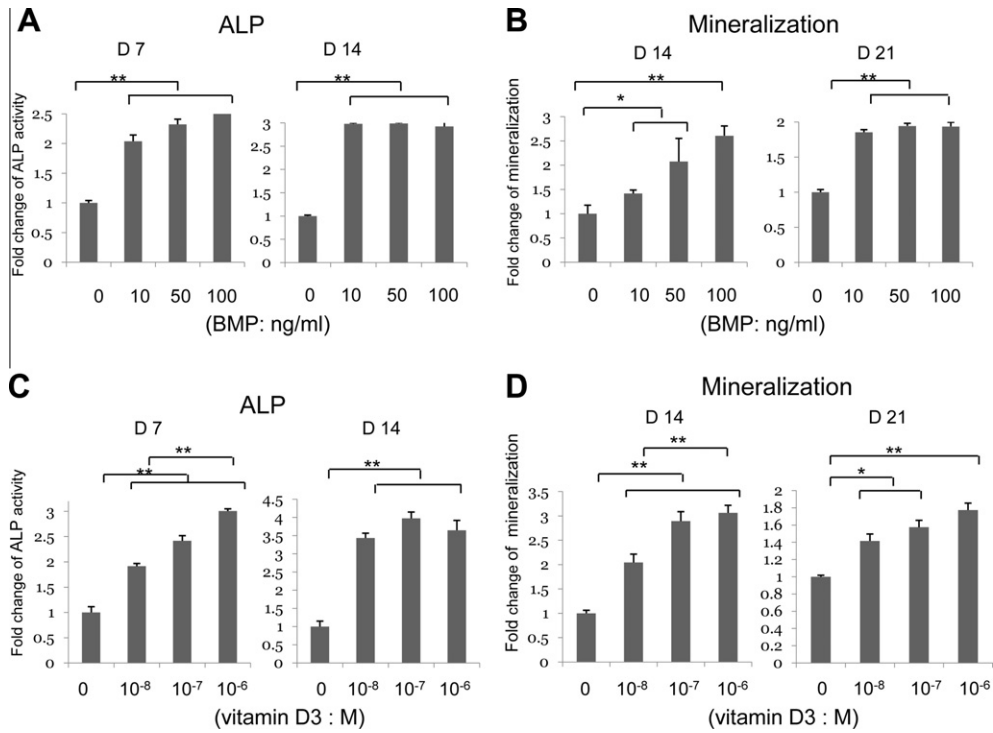 A
ALP
D 7
D 14
**
**
Fold change of ALP activity
2.5
2
1.5
1
0.5
0
3
2.5
2
1.5
1
0.5
0
0 10 50 100
0 10 50 100
(BMP: ng/ml)
B
Mineralization
D 14
D 21
**
*
**
Fold change of mineralization
3
2.5
2
1.5
1
0.5
0
2
1.5
1
0.5
0
0 10 50 100
0 10 50 100
(BMP: ng/ml)
C
ALP
D 7
D 14
**
**
**
Fold change of ALP activity
3
2
2
1
0.5
0
4.5
4
3.5
3
2.5
2
1.5
1
0.5
0
0 10⁻⁸ 10⁻⁷ 10⁻⁶
0 10⁻⁸ 10⁻⁷ 10⁻⁶
(vitamin D3 : M)
D
Mineralization
D 14
D 21
**
**
**
*
Fold change of mineralization
3.5
3
2.5
2
1.5
1
0.5
0
2
1.8
1.6
1.4
1.2
1
0.8
0.6
0.4
0.2
0
0 10⁻⁸ 10⁻⁷ 10⁻⁶
0 10⁻⁸ 10⁻⁷ 10⁻⁶
(vitamin D3 : M)